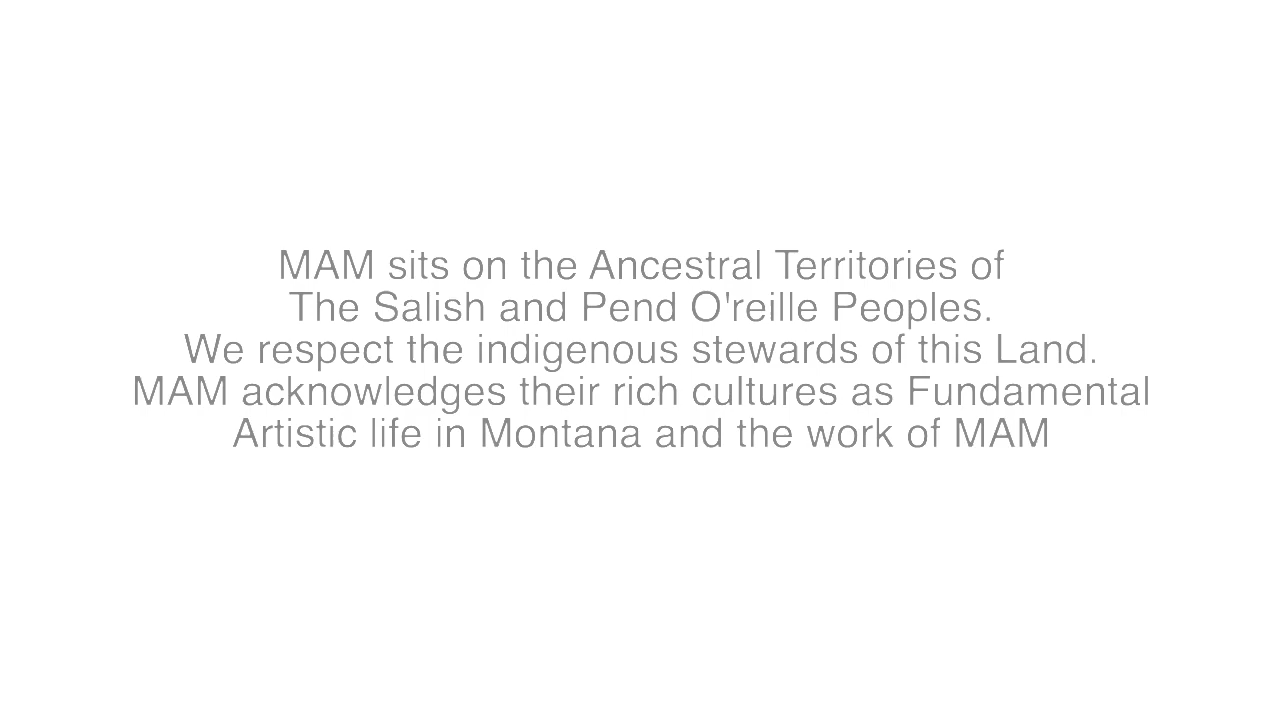 MAM sits on the Ancestral Territories of
The Salish and Pend O'reille Peoples.
We respect the indigenous stewards of this Land.
MAM acknowledges their rich cultures as Fundamental
Artistic life in Montana and the work of MAM